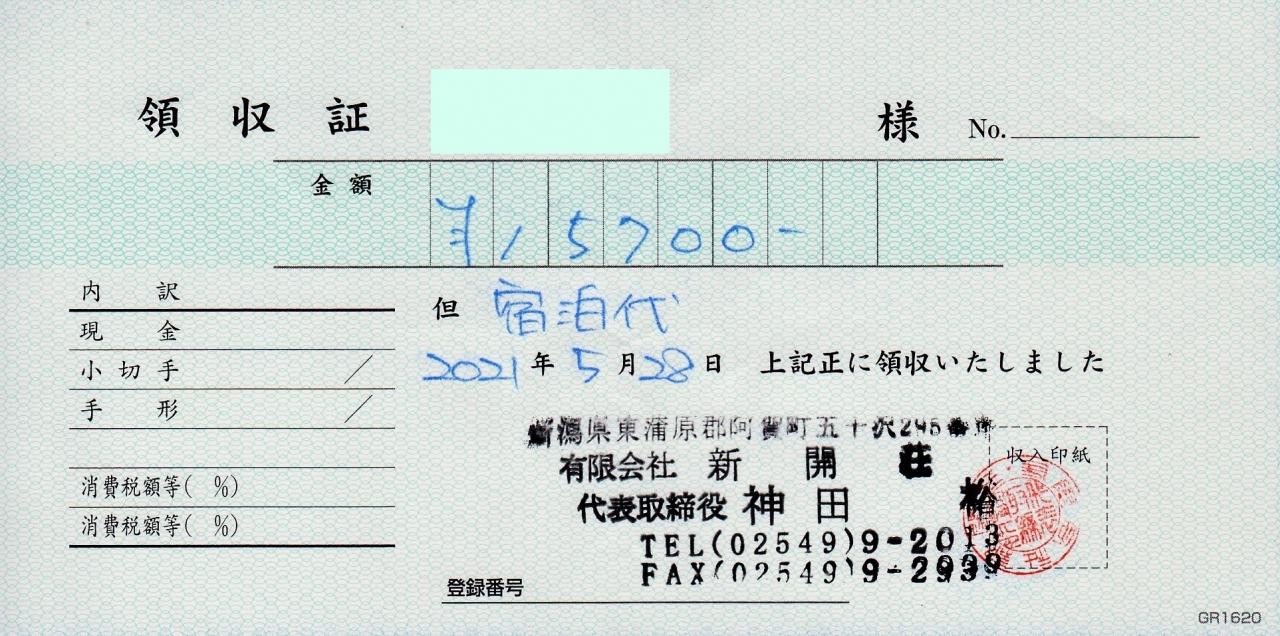 領収証 様 No.
金額 ¥15700-
内訳
現金
小切手 /
手形 /
消費税額等( %)
消費税額等( %)
但 宿泊代
2021年5月28日 上記正に領収いたしました
新潟県東蒲原郡阿賀町五十沢295
有限会社 新開荘
代表取締役 神田 松
TEL(02549)9-2013
FAX(02549)9-2939
収入印紙
登録番号
GR1620